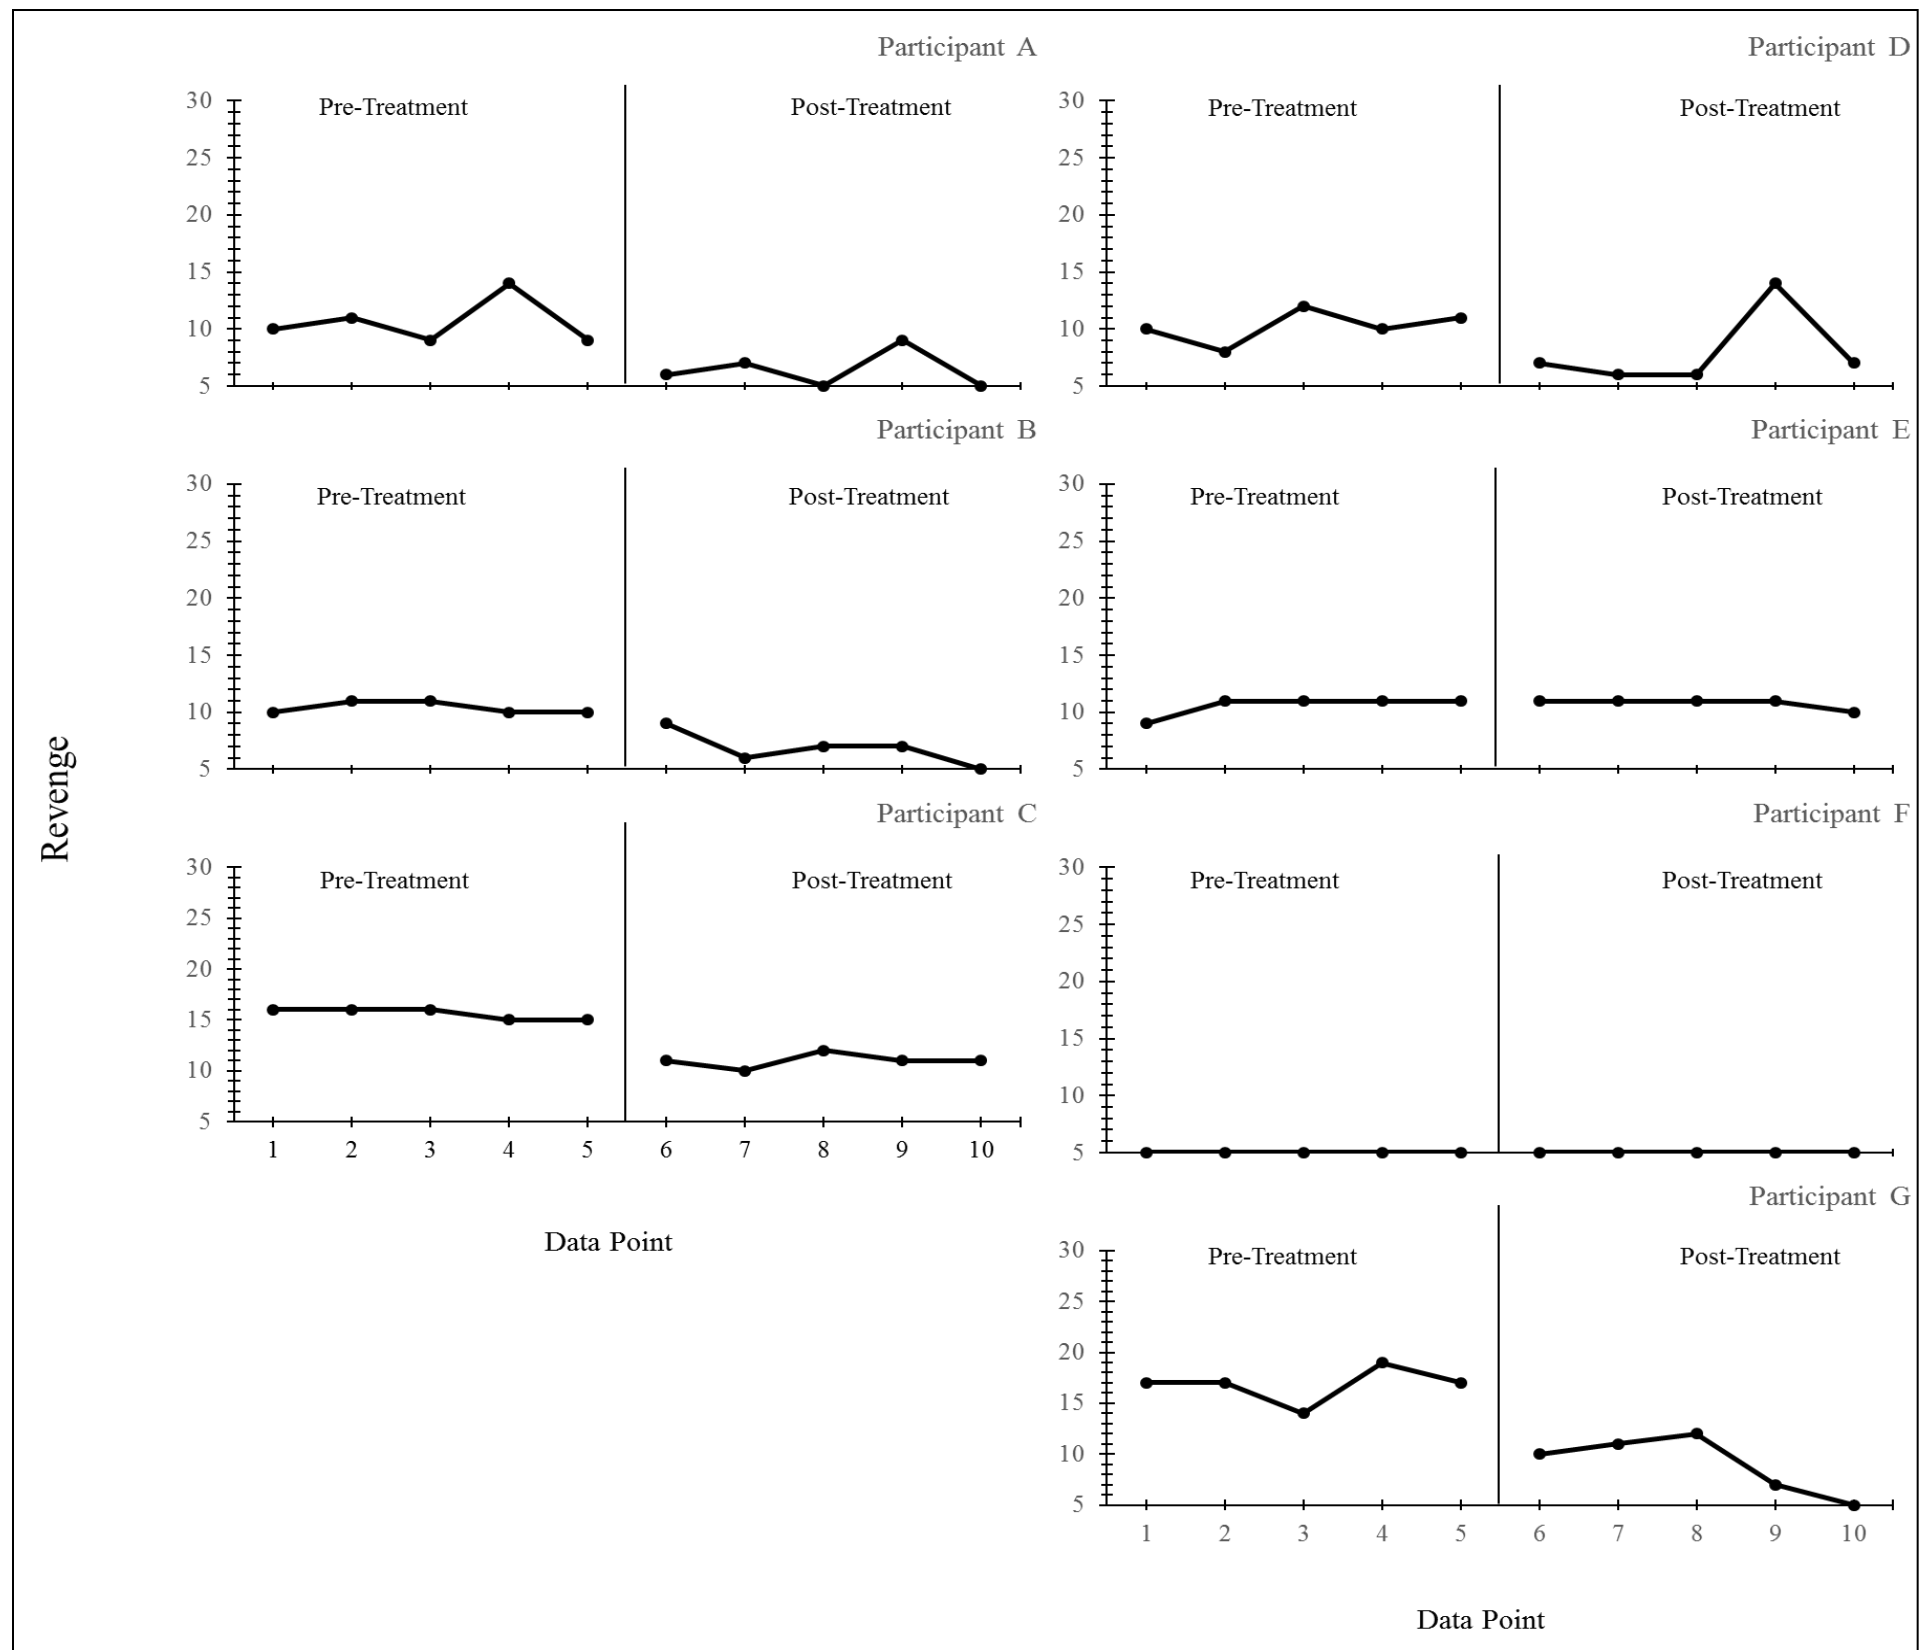 Revenge
Participant A
Pre-Treatment
Post-Treatment
30
25
20
15
10
5
Participant B
Pre-Treatment
Post-Treatment
30
25
20
15
10
5
Participant C
Pre-Treatment
Post-Treatment
30
25
20
15
10
5
1 2 3 4 5 6 7 8 9 10
Data Point
Participant D
Pre-Treatment
Post-Treatment
30
25
20
15
10
5
Participant E
Pre-Treatment
Post-Treatment
30
25
20
15
10
5
Participant F
Pre-Treatment
Post-Treatment
30
25
20
15
10
5
Participant G
Pre-Treatment
Post-Treatment
30
25
20
15
10
5
1 2 3 4 5 6 7 8 9 10
Data Point